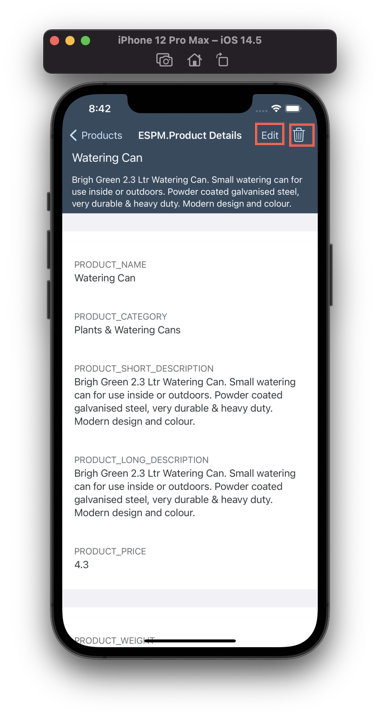 iPhone 12 Pro Max – iOS 14.5
8:42
Products
ESPM.Product Details
Edit
Watering Can
Brigh Green 2.3 Ltr Watering Can. Small watering can for
use inside or outdoors. Powder coated galvanised steel,
very durable & heavy duty. Modern design and colour.
PRODUCT_NAME
Watering Can
PRODUCT_CATEGORY
Plants & Watering Cans
PRODUCT_SHORT_DESCRIPTION
Brigh Green 2.3 Ltr Watering Can. Small watering
can for use inside or outdoors. Powder coated
galvanised steel, very durable & heavy duty.
Modern design and colour.
PRODUCT_LONG_DESCRIPTION
Brigh Green 2.3 Ltr Watering Can. Small watering
can for use inside or outdoors. Powder coated
galvanised steel, very durable & heavy duty.
Modern design and colour.
PRODUCT_PRICE
4.3
PRODUCT_WEIGHT